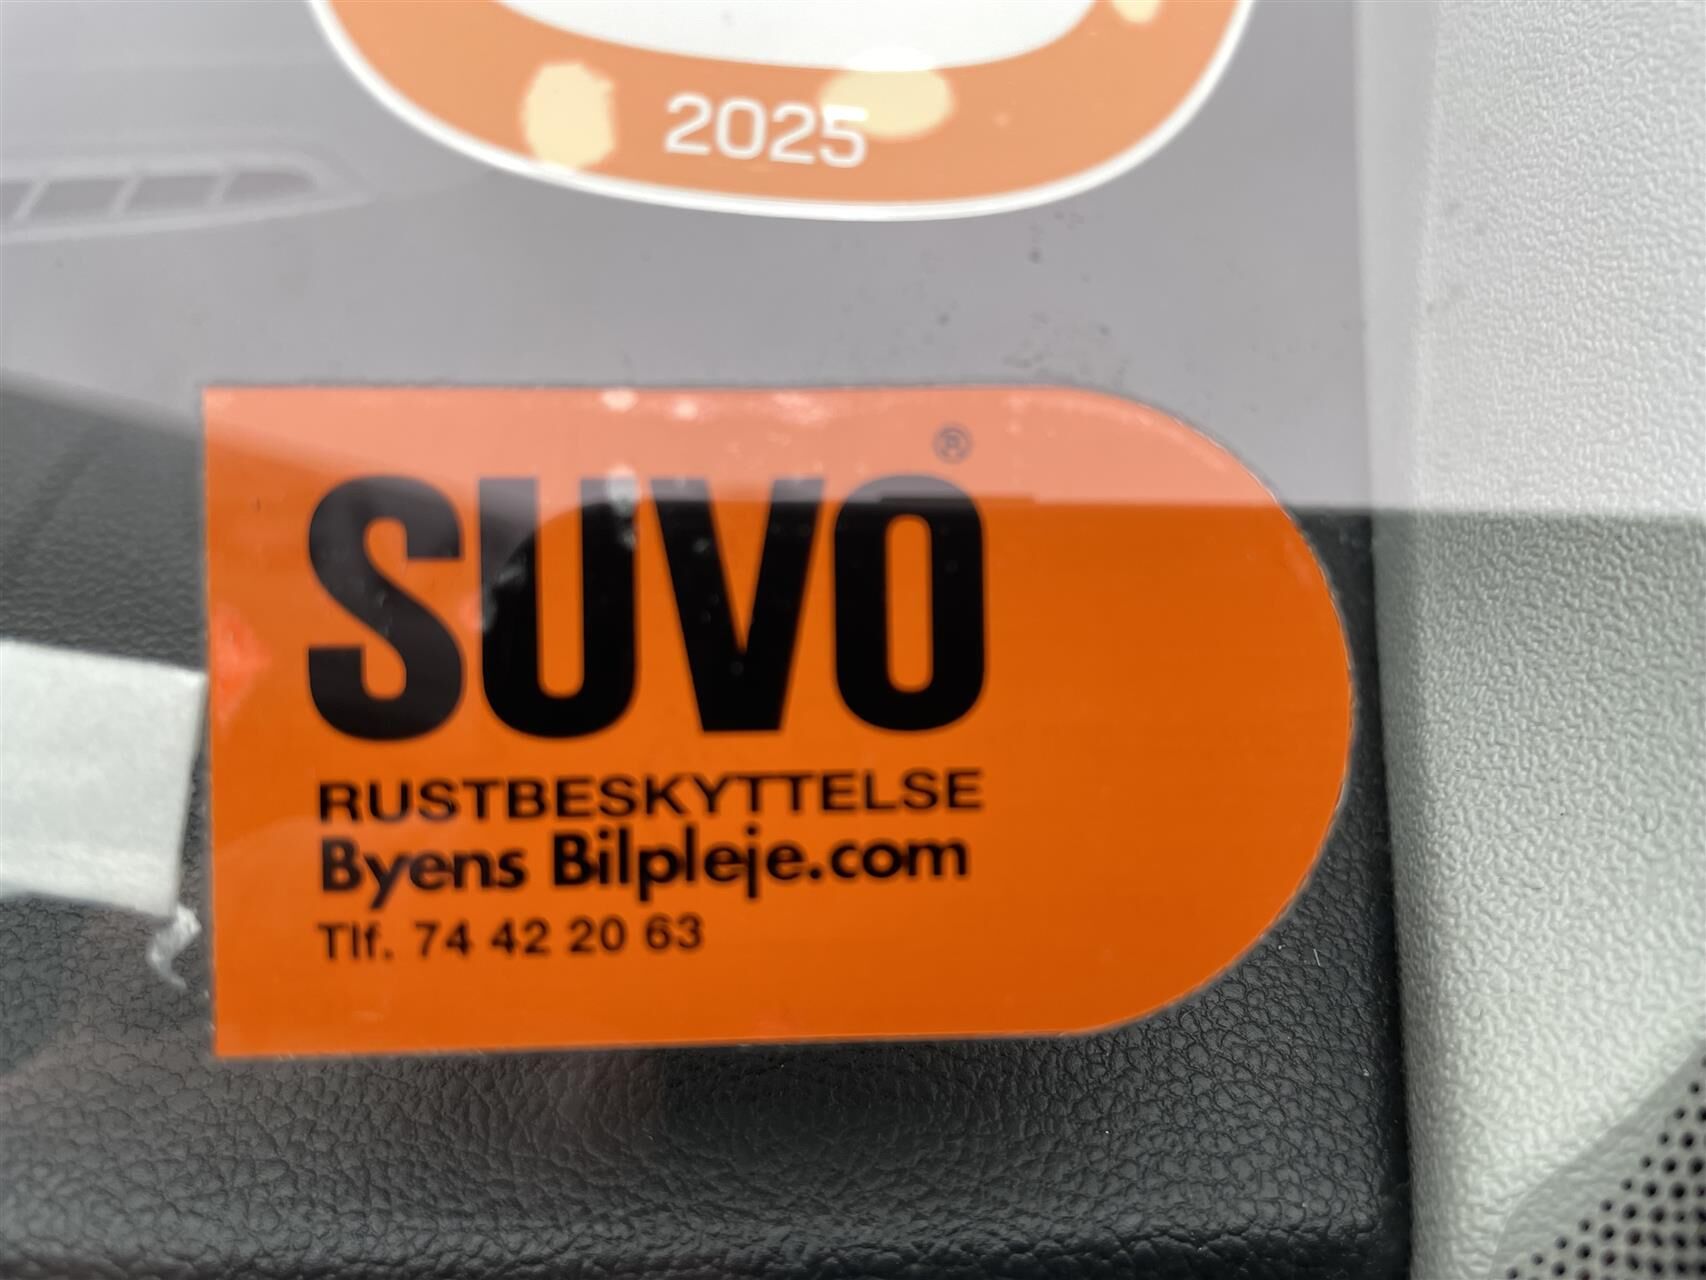 2025
SUVO®
RUSTBESKYTTELSE
Byens Bilpleje.com
Tlf. 74 42 20 63